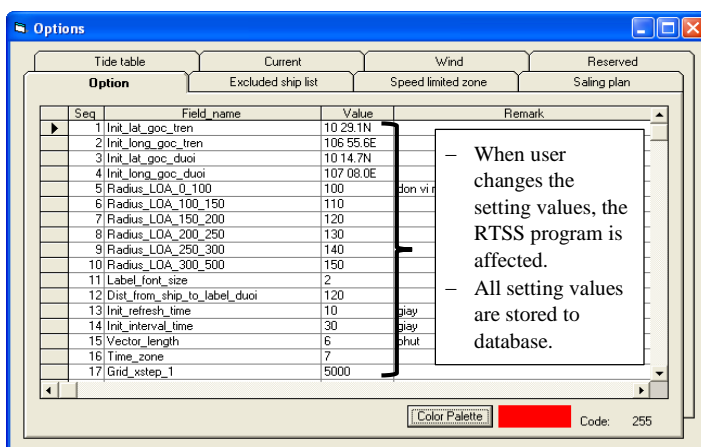 Options
Tide table Current Wind Reserved
Option Excluded ship list Speed limited zone Saling plan
Seq Field_name Value Remark
1 Init_lat_goc_tren 10 29.1N
2 Init_long_goc_tren 106 55.6E
3 Init_lat_goc_duoi 10 14.7N
4 Init_long_goc_duoi 107 08.0E
5 Radius_LOA_0_100 100 don vi
6 Radius_LOA_100_150 110
7 Radius_LOA_150_200 120
8 Radius_LOA_200_250 130
9 Radius_LOA_250_300 140
10 Radius_LOA_300_500 150
11 Label_font_size 2
12 Dist_from_ship_to_label_duoi 120
13 Init_refresh_time 10 giay
14 Init_interval_time 30 giay
15 Vector_length 6 phut
16 Time_zone 7
17 Grid_xstep_1 5000
– When user
changes the
setting values, the
RTSS program is
affected.
– All setting values
are stored to
database.
Color Palette Code: 255